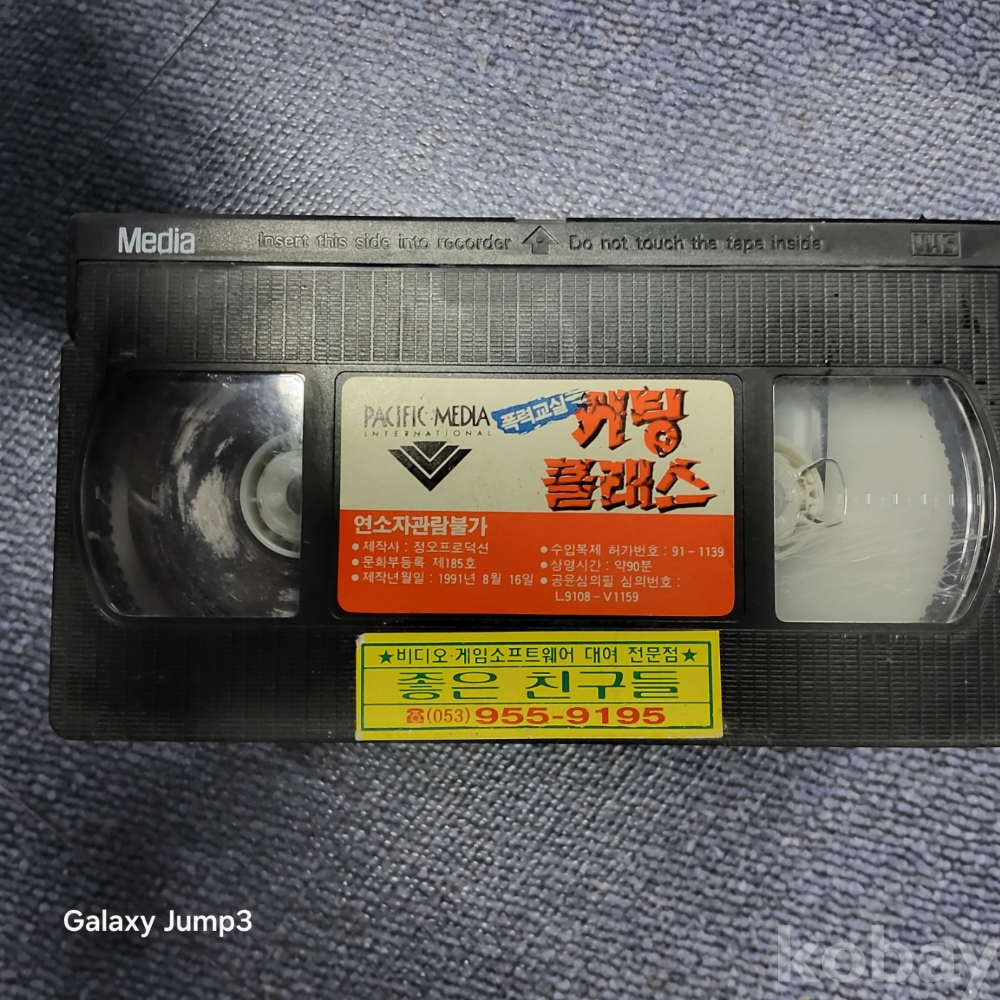 Media
Insert this side into recorder
Do not touch the tape inside
VHS
PACIFIC·MEDIA
INTERNATIONAL
폭력교실
커팅
클래스
연소자관람불가
● 제작사 : 정오프로덕션
● 문화부등록 제185호
● 제작년월일 : 1991년 8월 16일
● 수입복제 허가번호 : 91-1139
● 상영시간 : 약90분
● 공윤심의필 심의번호 :
L9108-V1159
★비디오·게임소프트웨어 대여 전문점★
좋은 친구들
☎(053) 955-9195
Galaxy Jump3
kobay